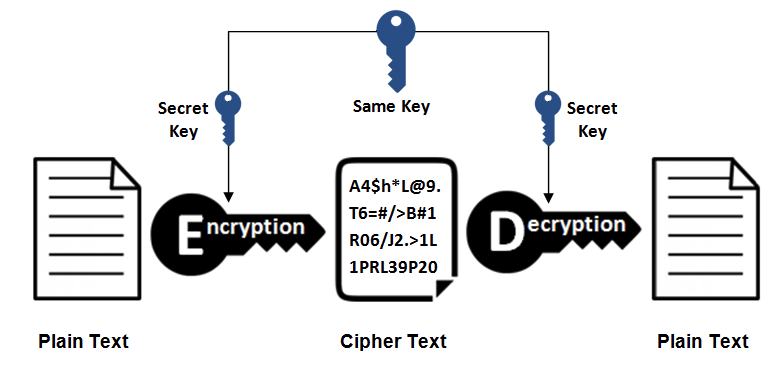 Same Key
Secret
Key
Secret
Key
Encryption
A4$h*L@9.
T6=#/>B#1
R06/J2.>1L
1PRL39P20
Decryption
Plain Text
Cipher Text
Plain Text